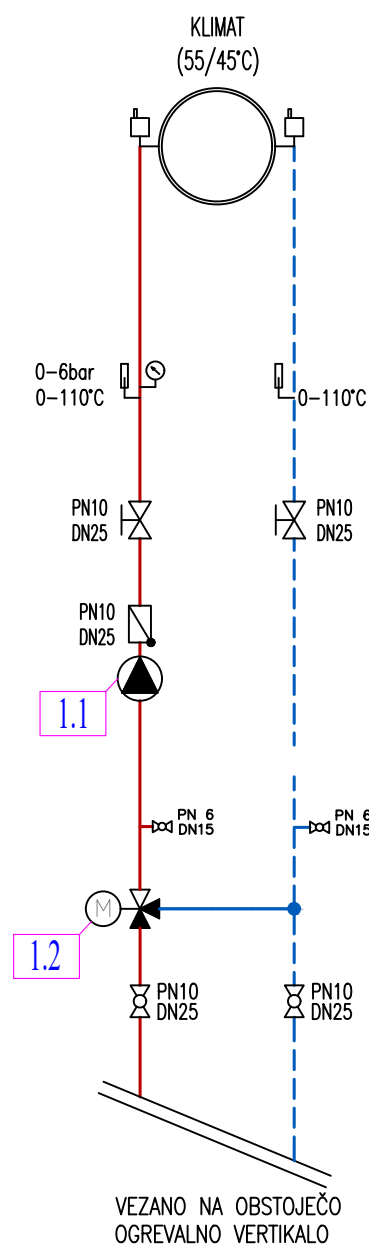 KLIMAT
(55/45°C)
0-6bar
0-110°C
0-110°C
PN10
DN25
PN10
DN25
PN10
DN25
1.1
PN 6
DN15
PN 6
DN15
M
1.2
PN10
DN25
PN10
DN25
VEZANO NA OBSTOJEČO
OGREVALNO VERTIKALO